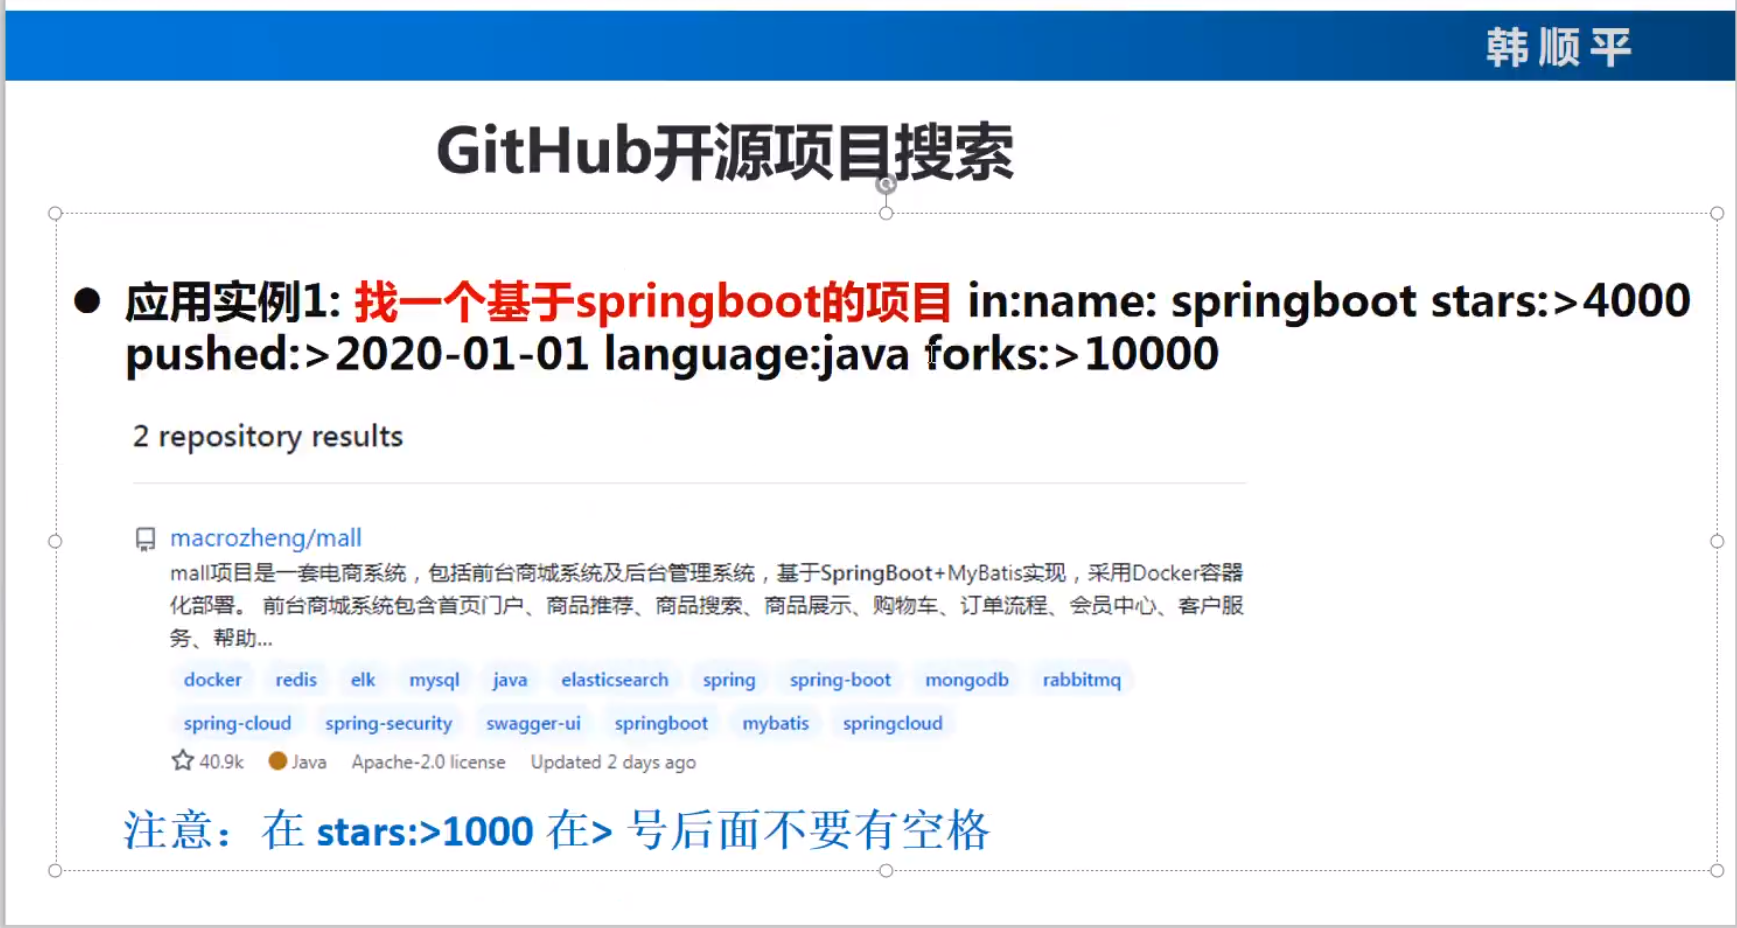 韩顺平
GitHub开源项目搜索
● 应用实例1: 找一个基于springboot的项目 in:name: springboot stars:>4000
pushed:>2020-01-01 language:java forks:>10000
2 repository results
macrozheng/mall
mall项目是一套电商系统，包括前台商城系统及后台管理系统，基于SpringBoot+MyBatis实现，采用Docker容器
化部署。 前台商城系统包含首页门户、商品推荐、商品搜索、商品展示、购物车、订单流程、会员中心、客户服
务、帮助...
docker redis elk mysql java elasticsearch spring spring-boot mongodb rabbitmq
spring-cloud spring-security swagger-ui springboot mybatis springcloud
40.9k Java Apache-2.0 license Updated 2 days ago
注意：在 stars:>1000 在> 号后面不要有空格